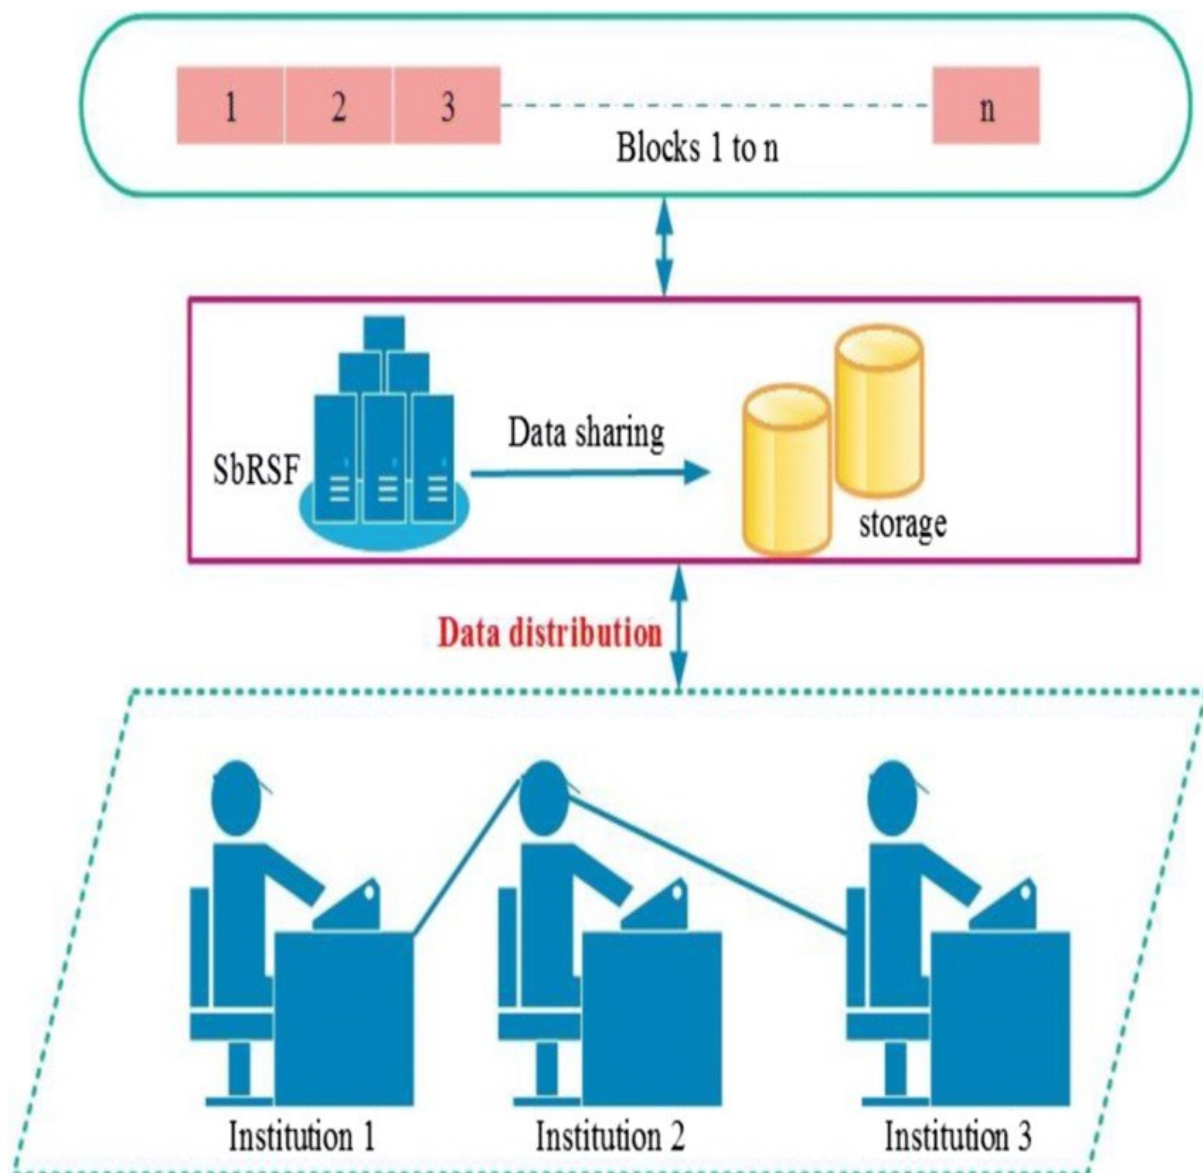 1 2 3 n
Blocks 1 to n
Data sharing
SbRSF
storage
Data distribution
Institution 1 Institution 2 Institution 3